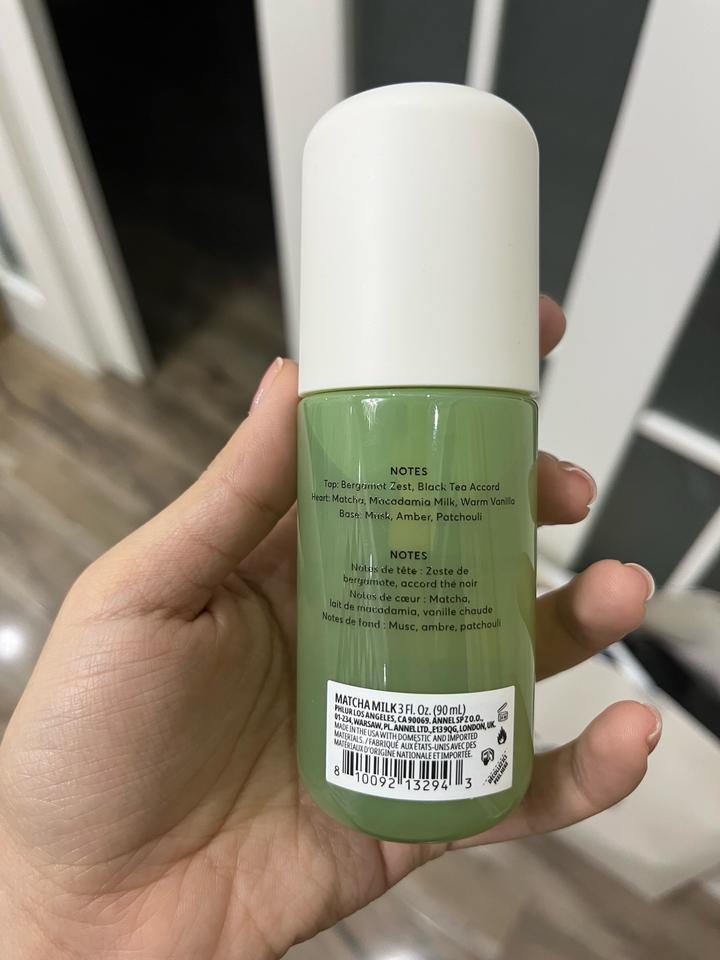 NOTES
Top: Bergamot Zest, Black Tea Accord
Heart: Matcha, Macadamia Milk, Warm Vanilla
Base: Musk, Amber, Patchouli
NOTES
Notes de tête : Zeste de
bergamote, accord thé noir
Notes de cœur : Matcha,
lait de macadamia, vanille chaude
Notes de fond : Musc, ambre, patchouli
MATCHA MILK 3 Fl. Oz. (90 mL)
PHLUR LOS ANGELES, CA 90069. ANNEL SP Z O.O.,
01-234, WARSAW, PL. ANNEL LTD., E13 9QG, LONDON, UK.
MADE IN THE USA WITH DOMESTIC AND IMPORTED
MATERIALS. / FABRIQUÉ AUX ÉTATS-UNIS AVEC DES
MATÉRIAUX D'ORIGINE NATIONALE ET IMPORTÉE.
8 10092 13294 3